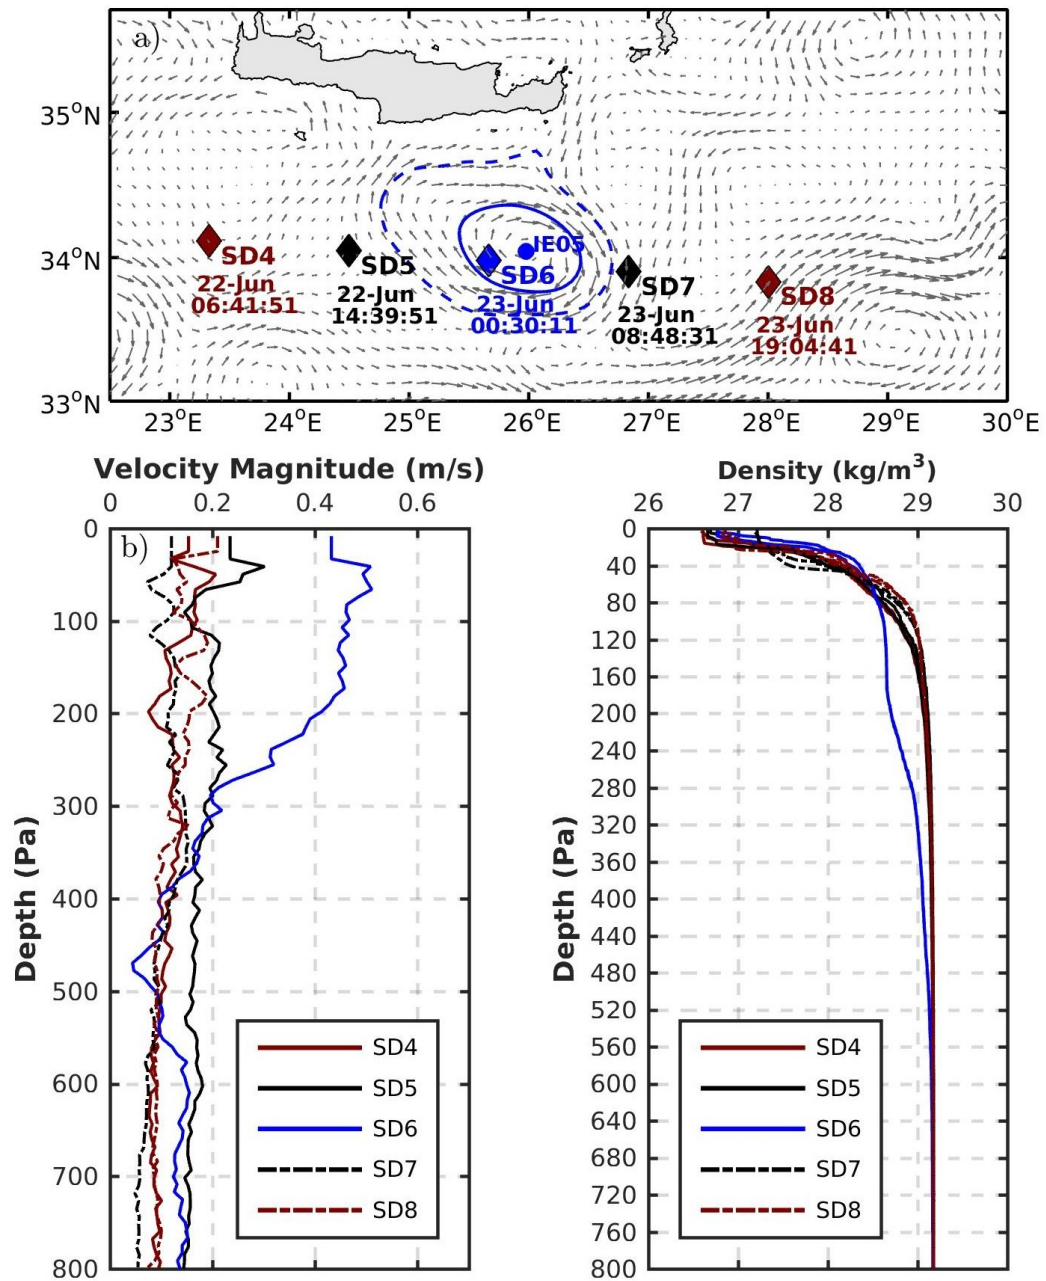 a)
35°N
34°N
33°N
IE05
SD4
22-Jun
06:41:51
SD5
22-Jun
14:39:51
SD6
23-Jun
00:30:11
SD7
23-Jun
08:48:31
SD8
23-Jun
19:04:41
23°E 24°E 25°E 26°E 27°E 28°E 29°E 30°E
Velocity Magnitude (m/s)
0 0.2 0.4 0.6
b)
0
100
200
300
400
500
600
700
800
Depth (Pa)
SD4
SD5
SD6
SD7
SD8
Density (kg/m³)
26 27 28 29 30
0
40
80
120
160
200
240
280
320
360
400
440
480
520
560
600
640
680
720
760
800
Depth (Pa)
SD4
SD5
SD6
SD7
SD8